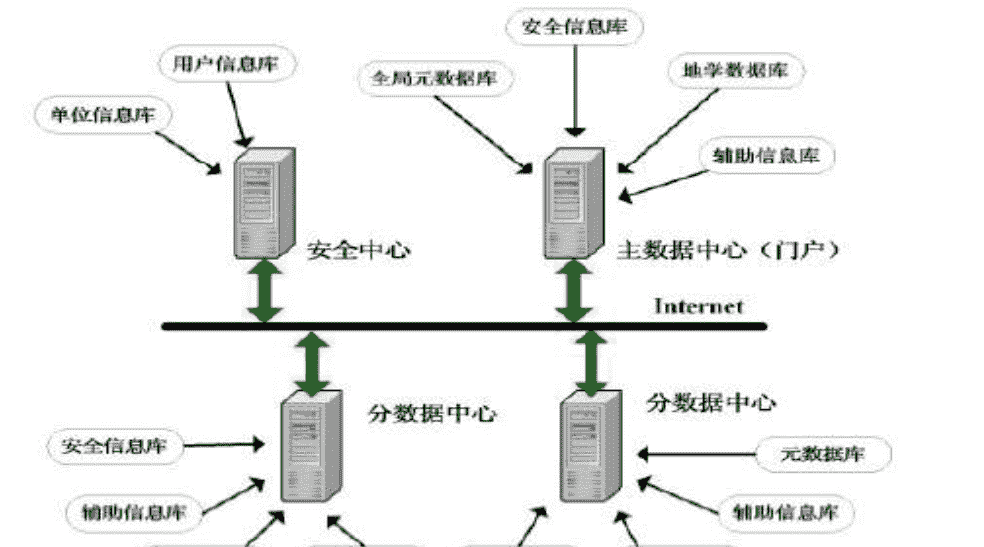 安全信息库
用户信息库
全局元数据库
地学数据库
单位信息库
辅助信息库
安全中心
主数据中心（门户）
Internet
分数据中心
分数据中心
安全信息库
元数据库
辅助信息库
辅助信息库